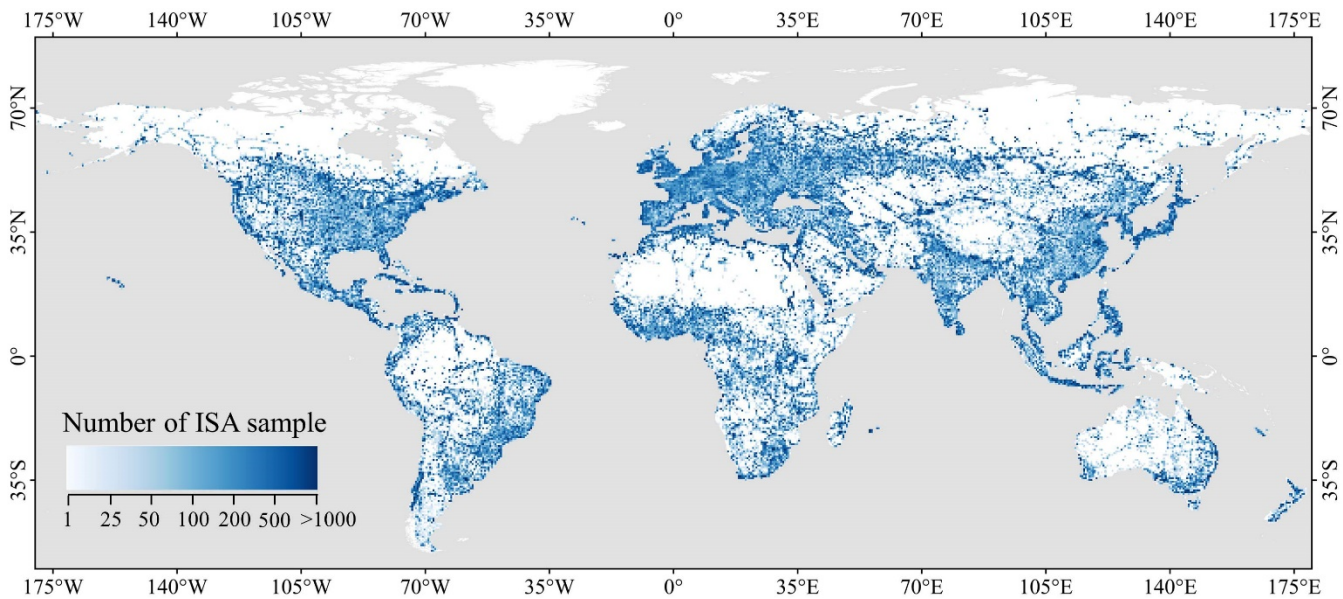 175°W 140°W 105°W 70°W 35°W 0° 35°E 70°E 105°E 140°E 175°E
70°N 70°N
35°N 35°N
0° 0°
Number of ISA sample
35°S 35°S
1 25 50 100 200 500 >1000
175°W 140°W 105°W 70°W 35°W 0° 35°E 70°E 105°E 140°E 175°E